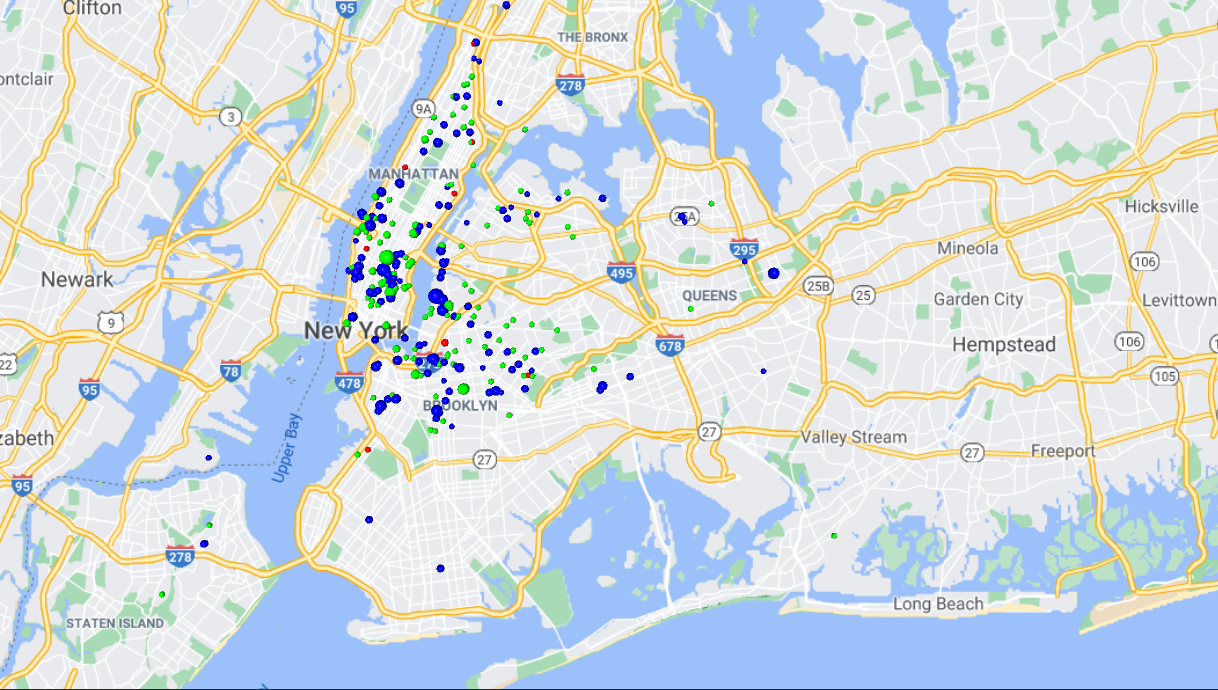 Clifton
95
THE BRONX
278
ontclair
9A
3
MANHATTAN
Hicksville
295
Mineola
106
Newark
495
25B
25
QUEENS
Garden City
Levittown
9
New York
678
Hempstead
106
22
78
95
478
105
BROOKLYN
27
Valley Stream
27
Freeport
27
zabeth
Upper Bay
95
278
Long Beach
STATEN ISLAND